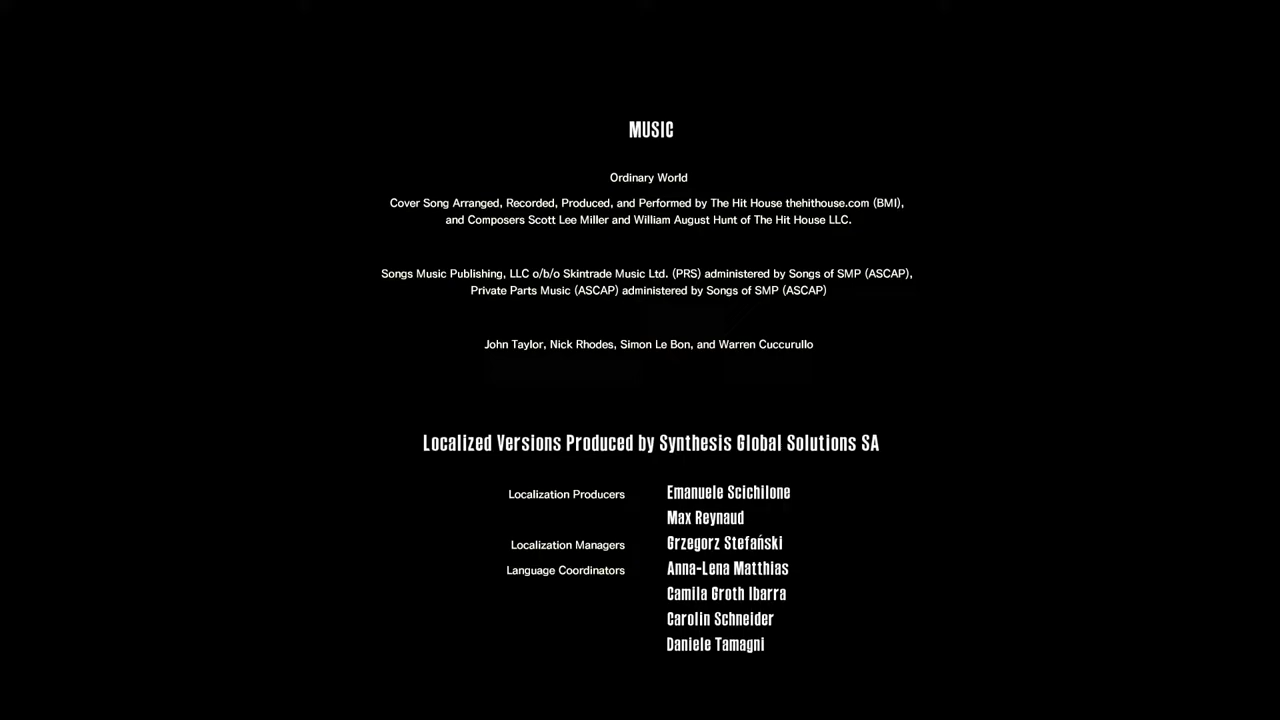 MUSIC
Ordinary World
Cover Song Arranged, Recorded, Produced, and Performed by The Hit House thehithouse.com (BMI),
and Composers Scott Lee Miller and William August Hunt of The Hit House LLC.
Songs Music Publishing, LLC o/b/o Skintrade Music Ltd. (PRS) administered by Songs of SMP (ASCAP),
Private Parts Music (ASCAP) administered by Songs of SMP (ASCAP)
John Taylor, Nick Rhodes, Simon Le Bon, and Warren Cuccurullo
Localized Versions Produced by Synthesis Global Solutions SA
Localization Producers Emanuele Scichilone
Max Reynaud
Localization Managers Grzegorz Stefański
Language Coordinators Anna-Lena Matthias
Camila Groth Ibarra
Carolin Schneider
Daniele Tamagni